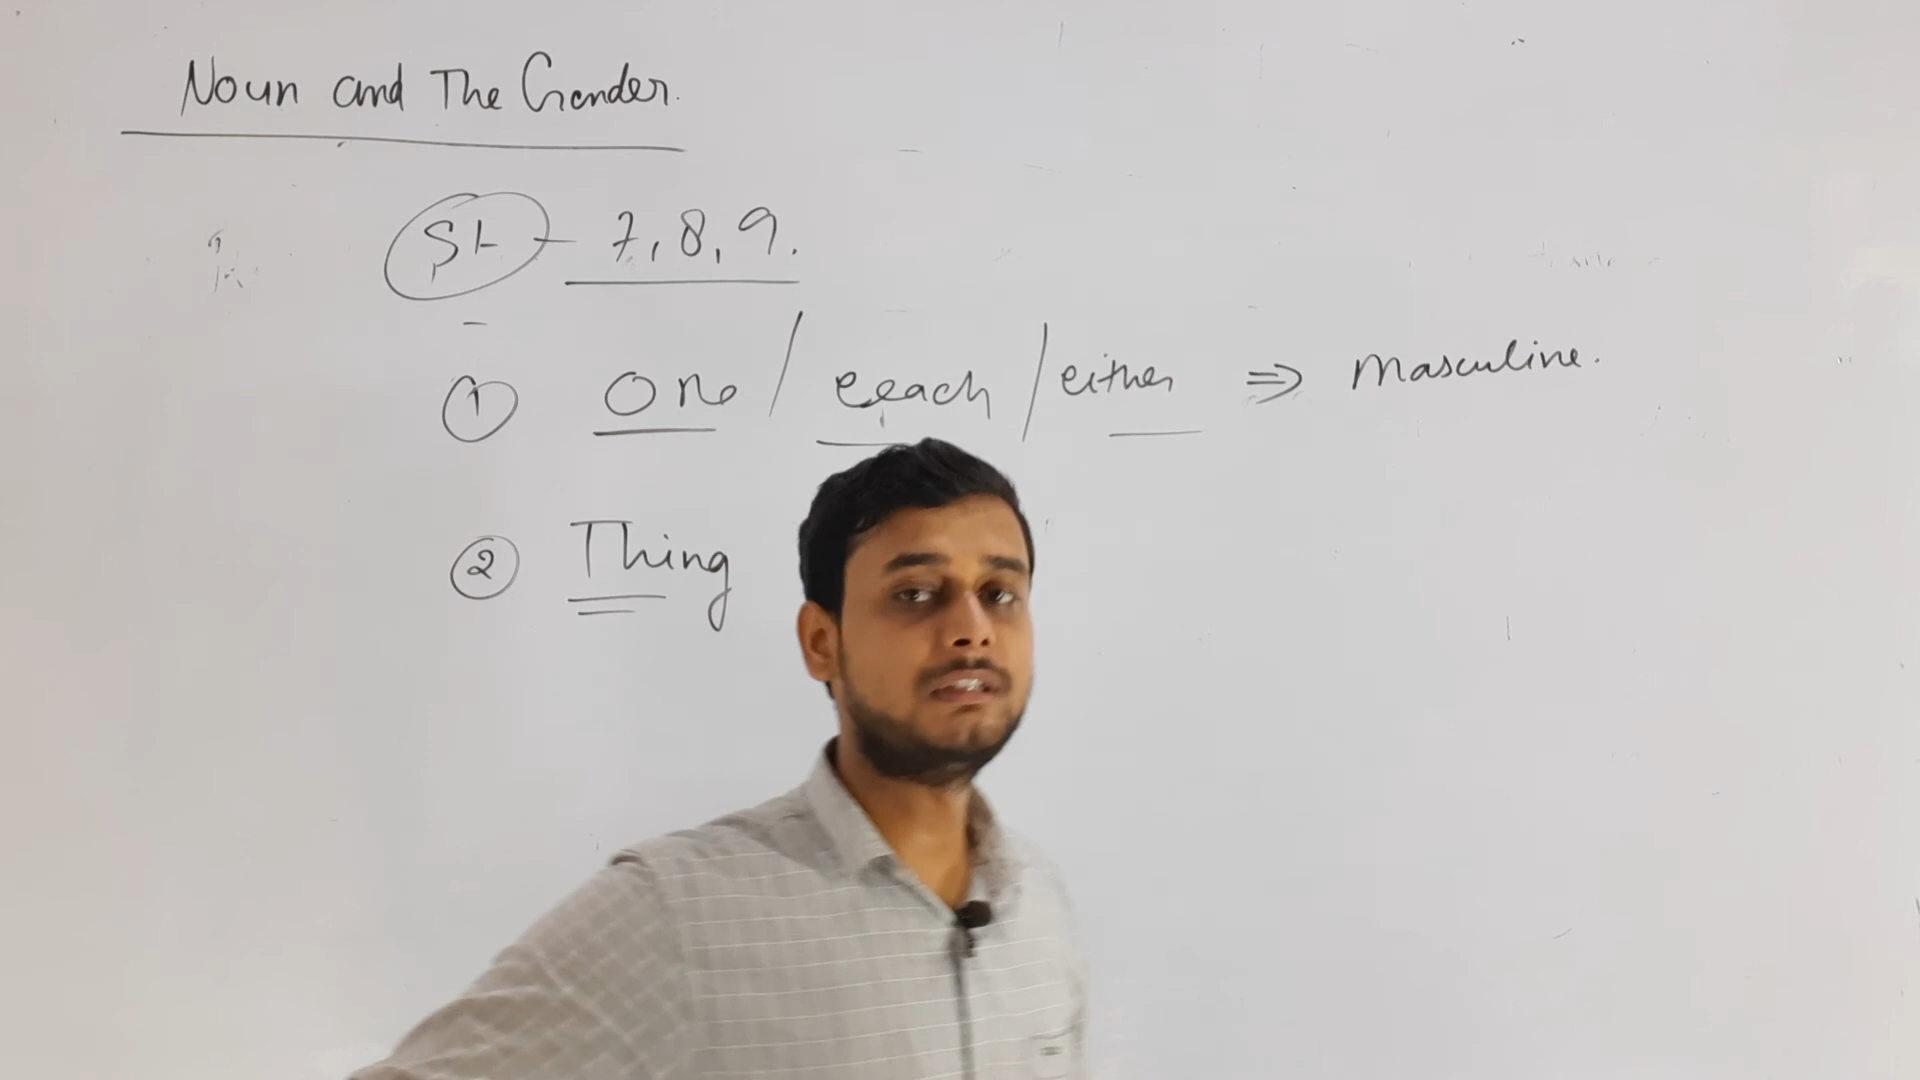 Noun and The Gender.
St - 7, 8, 9.
① One / each / either ⇒ Masculine.
② Thing